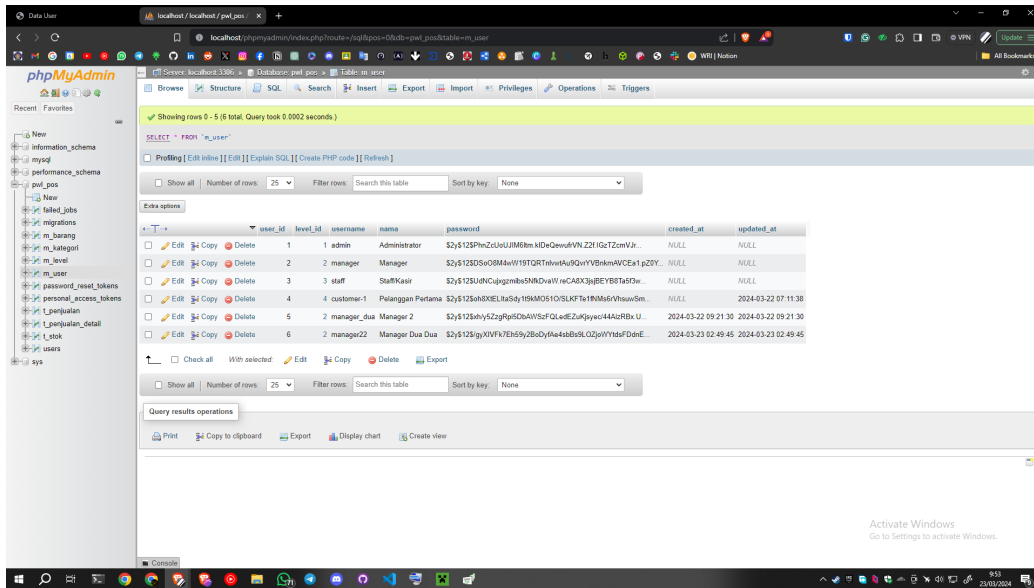 Data User
localhost / localhost / pwl_pos /
localhost/phpmyadmin/index.php?route=/sql&pos=0&db=pwl_pos&table=m_user
VPN
Update
WRI | Notion
All Bookmarks
phpMyAdmin
Recent Favorites
New
information_schema
mysql
performance_schema
pwl_pos
New
failed_jobs
migrations
m_barang
m_kategori
m_level
m_user
password_reset_tokens
personal_access_tokens
t_penjualan
t_penjualan_detail
t_stok
users
sys
Server: localhost:3306 » Database: pwl_pos » Table: m_user
Browse Structure SQL Search Insert Export Import Privileges Operations Triggers
Showing rows 0 - 5 (6 total, Query took 0.0002 seconds.)
SELECT * FROM `m_user`
Profiling [ Edit inline ] [ Edit ] [ Explain SQL ] [ Create PHP code ] [ Refresh ]
Show all | Number of rows: 25 Filter rows: Search this table Sort by key: None
Extra options
←T→ user_id level_id username nama password created_at updated_at
Edit Copy Delete 1 1 admin Administrator NULL NULL
Edit Copy Delete 2 2 manager Manager NULL NULL
Edit Copy Delete 3 3 staff Staff/Kasir NULL NULL
Edit Copy Delete 4 4 customer-1 Pelanggan Pertama NULL 2024-03-22 07:11:38
Edit Copy Delete 5 2 manager_dua Manager 2 2024-03-22 09:21:30 2024-03-22 09:21:30
Edit Copy Delete 6 2 manager22 Manager Dua Dua 2024-03-23 02:49:45 2024-03-23 02:49:45
Check all With selected: Edit Copy Delete Export
Show all | Number of rows: 25 Filter rows: Search this table Sort by key: None
Query results operations
Print Copy to clipboard Export Display chart Create view
Activate Windows
Go to Settings to activate Windows.
Console
9:53
23/03/2024